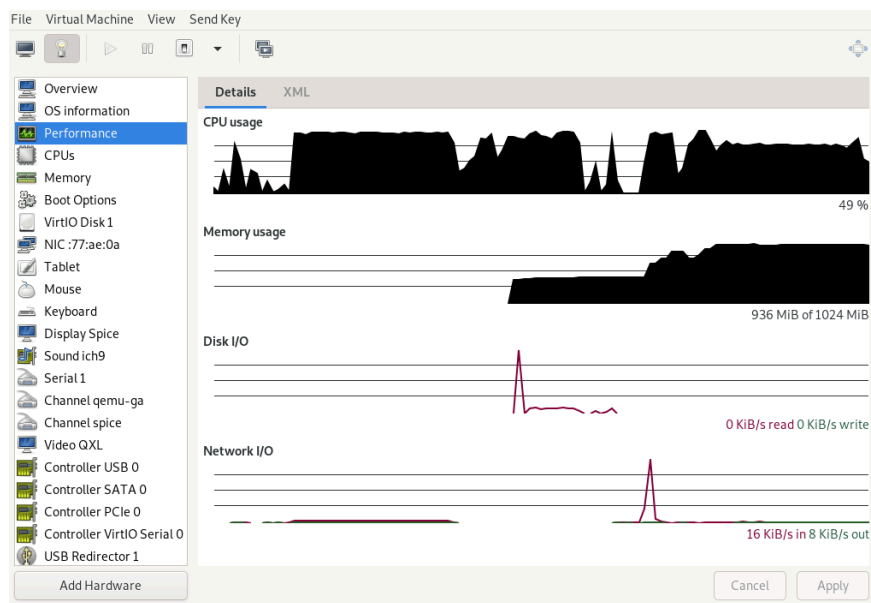 File Virtual Machine View Send Key
Overview
OS information
Performance
CPUs
Memory
Boot Options
VirtIO Disk 1
NIC :77:ae:0a
Tablet
Mouse
Keyboard
Display Spice
Sound ich9
Serial 1
Channel qemu-ga
Channel spice
Video QXL
Controller USB 0
Controller SATA 0
Controller PCIe 0
Controller VirtIO Serial 0
USB Redirector 1
Add Hardware
Details XML
CPU usage
49 %
Memory usage
936 MiB of 1024 MiB
Disk I/O
0 KiB/s read 0 KiB/s write
Network I/O
16 KiB/s in 8 KiB/s out
Cancel Apply